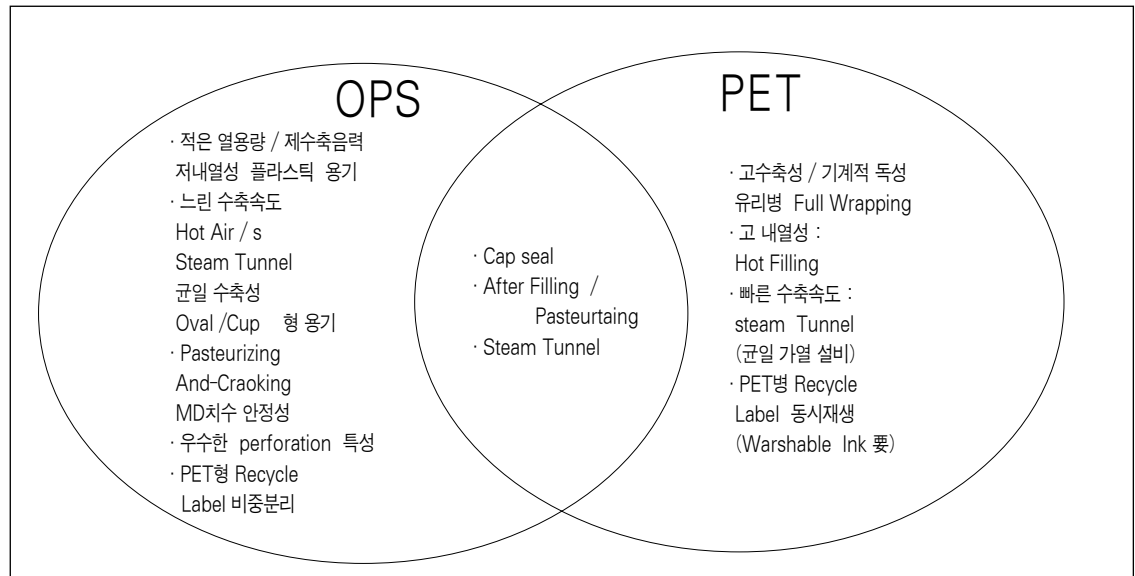 OPS
· 적은 열용량 / 제수축음력
저내열성 플라스틱 용기
· 느린 수축속도
Hot Air / s
Steam Tunnel
균일 수축성
Oval /Cup 형 용기
· Pasteurizing
And-Craoking
MD치수 안정성
· 우수한 perforation 특성
· PET형 Recycle
Label 비중분리
· Cap seal
· After Filling /
Pasteurtaing
· Steam Tunnel
PET
· 고수축성 / 기계적 독성
유리병 Full Wrapping
· 고 내열성 :
Hot Filling
· 빠른 수축속도 :
steam Tunnel
(균일 가열 설비)
· PET병 Recycle
Label 동시재생
(Warshable Ink 要)